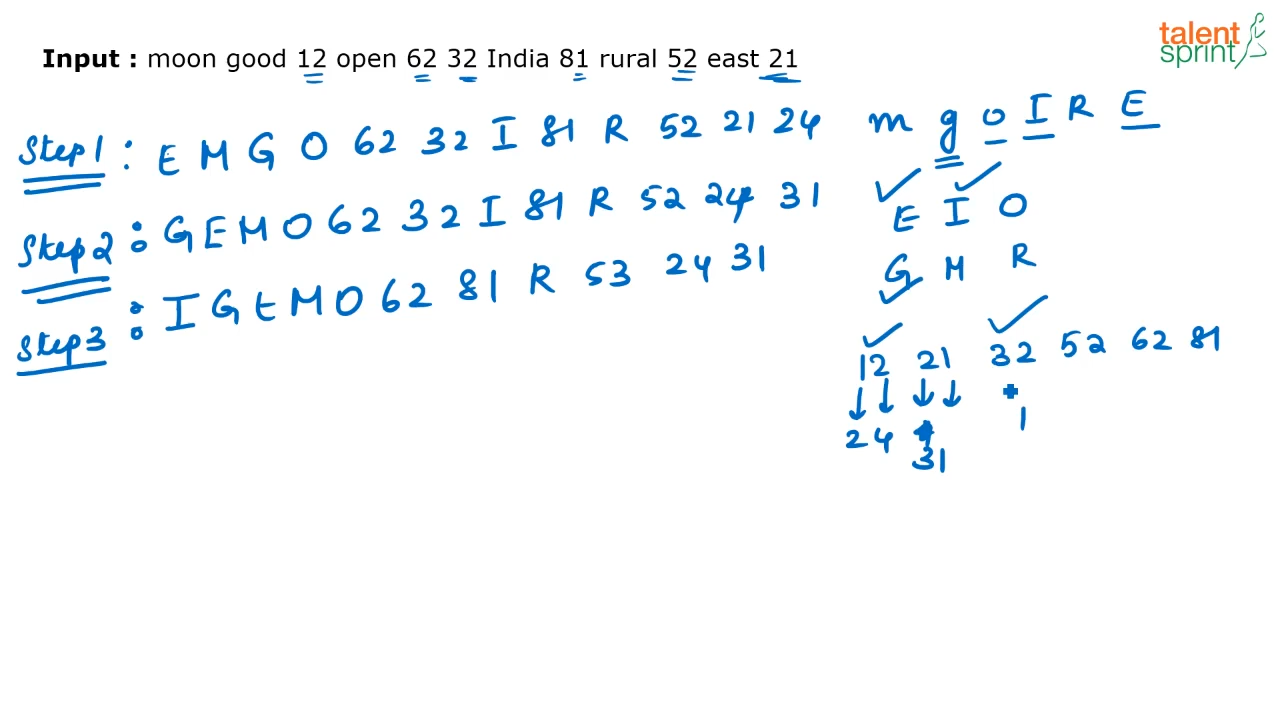 talent
sprint
Input : moon good 12 open 62 32 India 81 rural 52 east 21
Step1 : E M G O 62 32 I 81 R 52 21 24
m g o I R E
Step2 : G E M O 62 32 I 81 R 52 24 31
E I O
Step3 : I G E M O 62 81 R 53 24 31
G M R
12 21 32 52 62 81
24 31 + 1